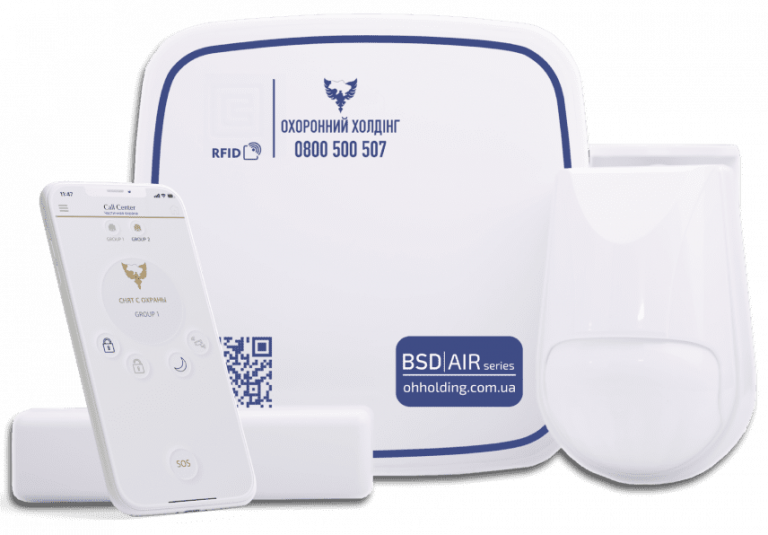 ОХОРОННИЙ ХОЛДІНГ
RFID
0800 500 507
11:47
Call Center
GROUP 1
GROUP 2
СНЯТ С ОХРАНЫ
GROUP 1
SOS
BSD|AIR series
ohholding.com.ua